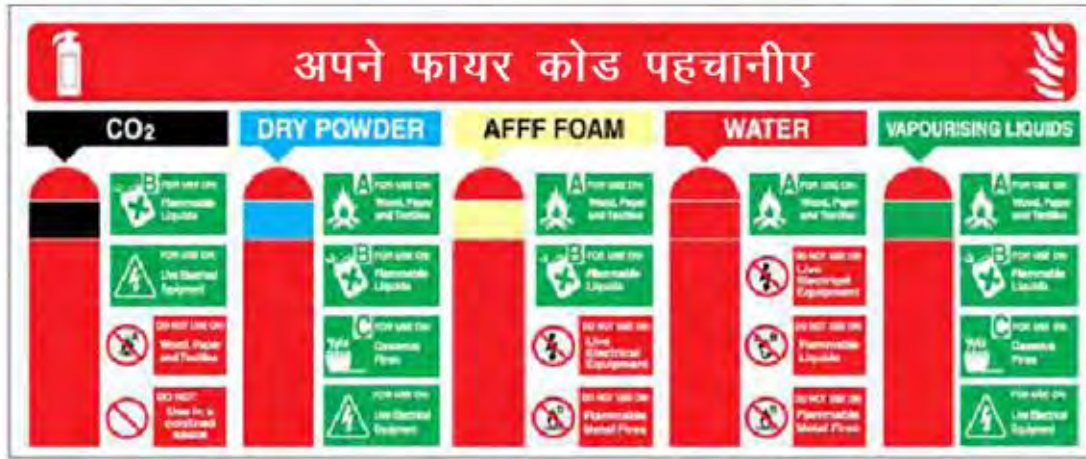 अपने फायर कोड पहचानीए
CO₂
B FOR USE ON:
Flammable
Liquids
FOR USE ON:
Live Electrical
Equipment
DO NOT USE ON:
Wood, Paper
and Textiles
DO NOT:
Use in a
confined
space
DRY POWDER
A FOR USE ON:
Wood, Paper
and Textiles
B FOR USE ON:
Flammable
Liquids
C FOR USE ON:
Gaseous
Fires
FOR USE ON:
Live Electrical
Equipment
AFFF FOAM
A FOR USE ON:
Wood, Paper
and Textiles
B FOR USE ON:
Flammable
Liquids
DO NOT USE ON:
Live
Electrical
Equipment
DO NOT USE ON:
Flammable
Metal Fires
WATER
A FOR USE ON:
Wood, Paper
and Textiles
DO NOT USE ON:
Live
Electrical
Equipment
DO NOT USE ON:
Flammable
Liquids
DO NOT USE ON:
Flammable
Metal Fires
VAPOURISING LIQUIDS
A FOR USE ON:
Wood, Paper
and Textiles
B FOR USE ON:
Flammable
Liquids
C FOR USE ON:
Gaseous
Fires
FOR USE ON:
Live Electrical
Equipment